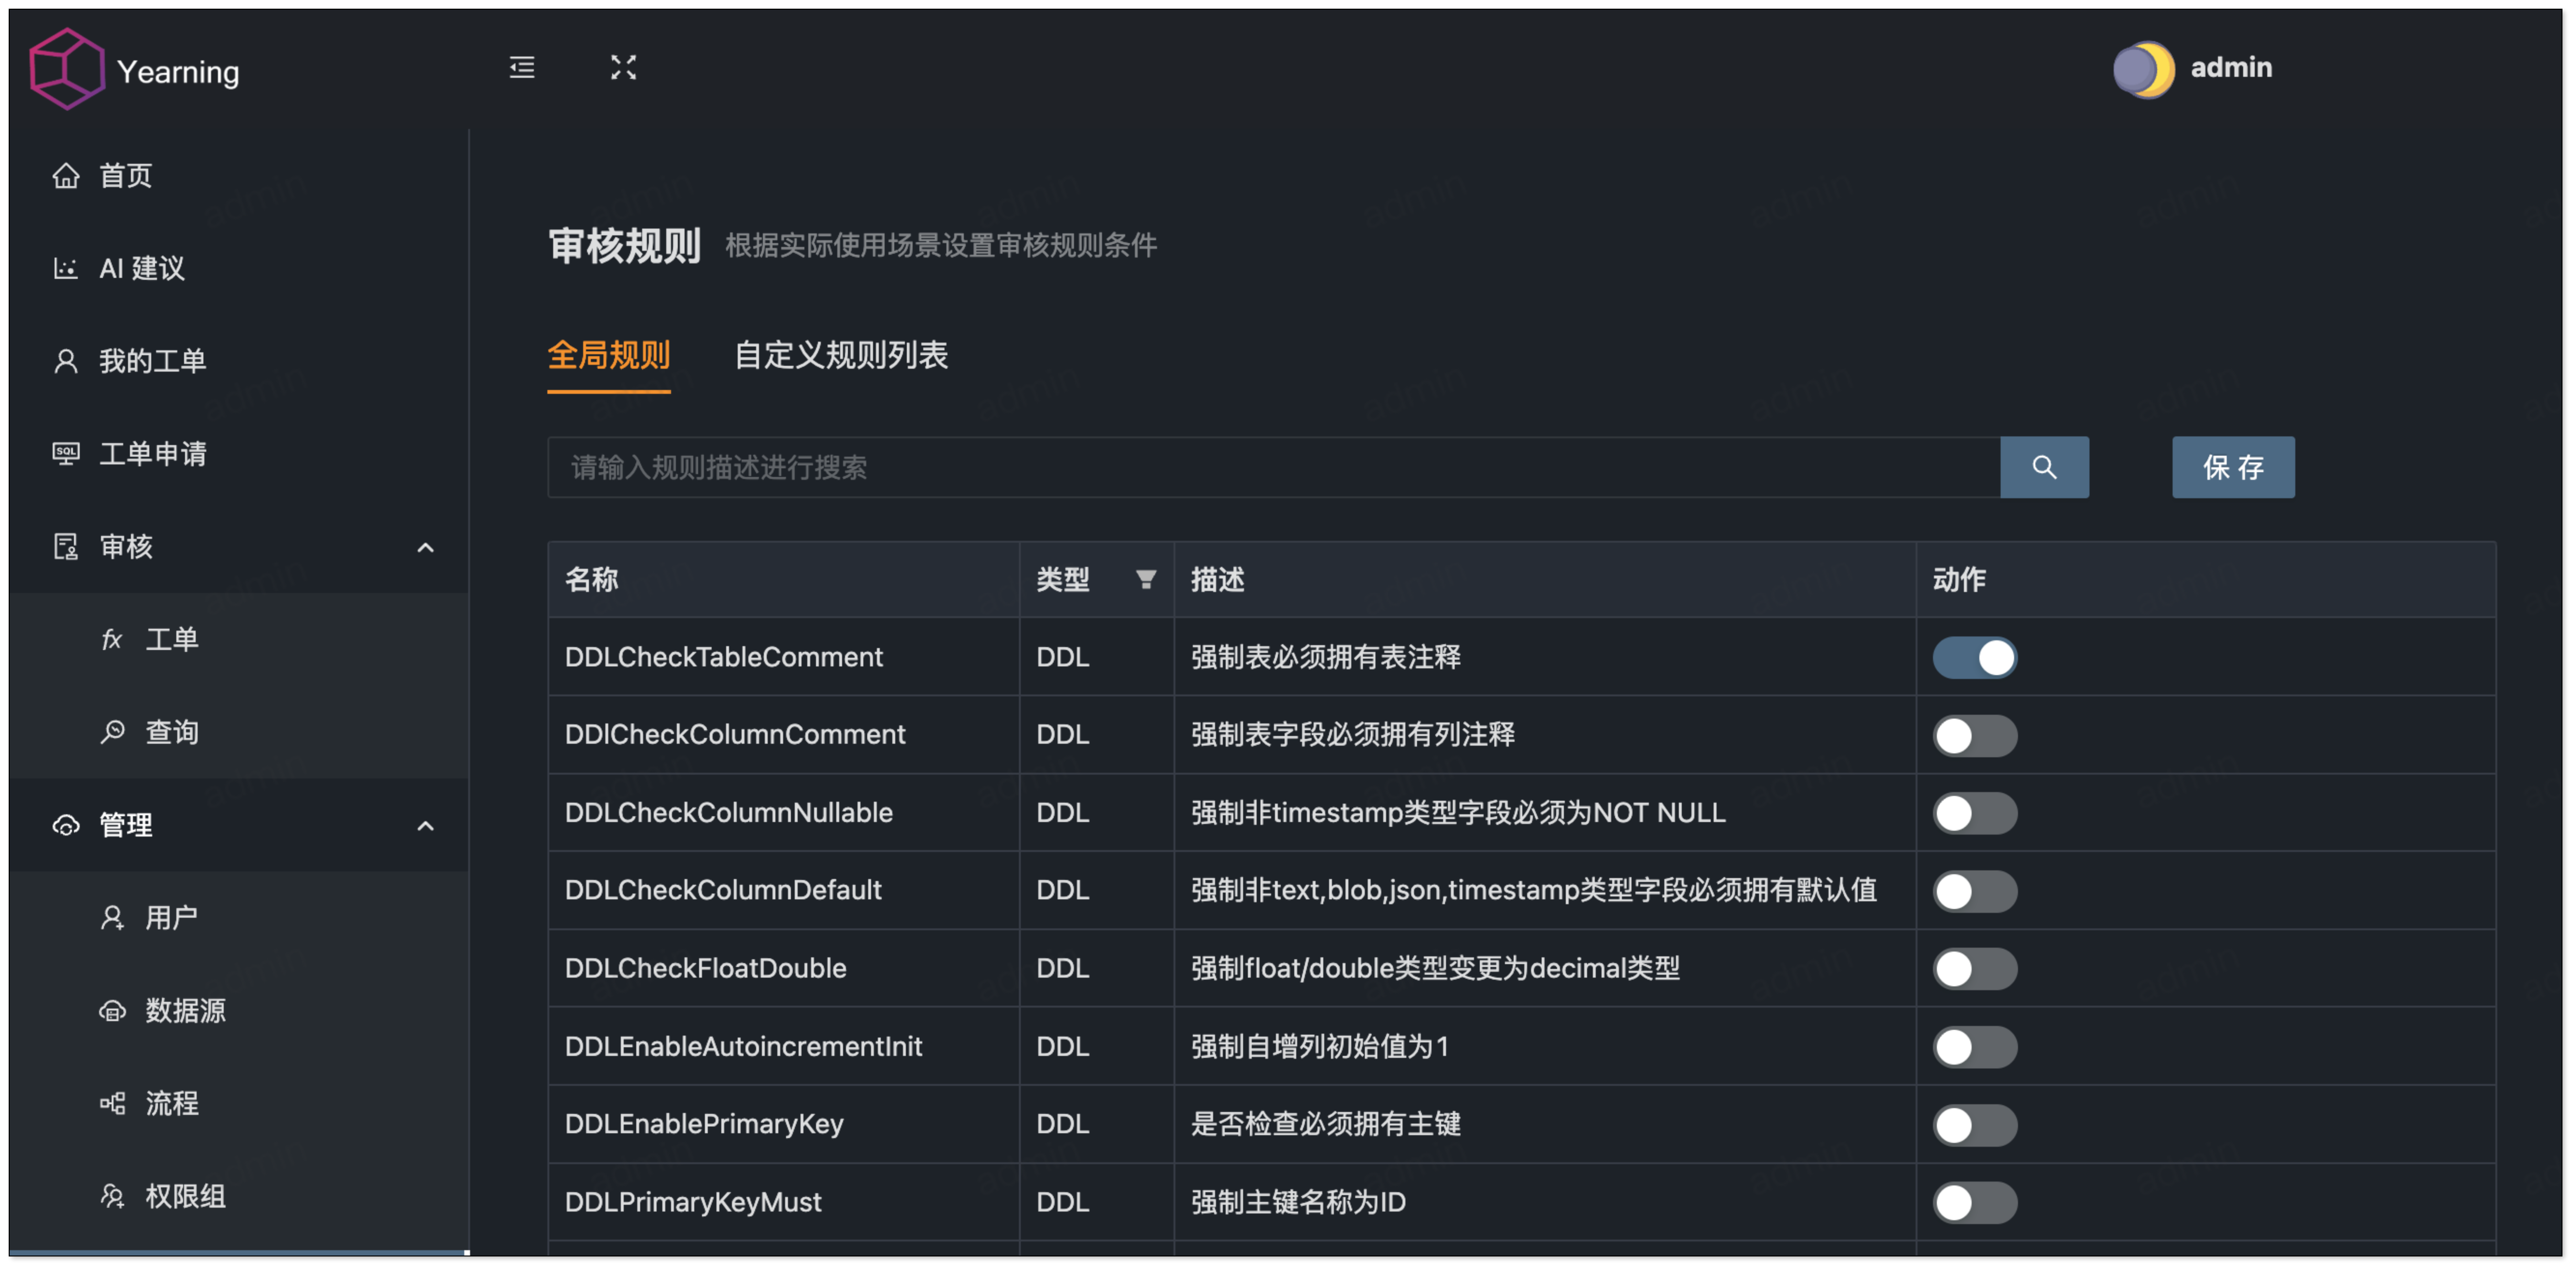 Yearning
admin
首页
AI 建议
我的工单
工单申请
审核
工单
查询
管理
用户
数据源
流程
权限组
审核规则 根据实际使用场景设置审核规则条件
全局规则 自定义规则列表
请输入规则描述进行搜索 保 存
名称 类型 描述 动作
DDLCheckTableComment DDL 强制表必须拥有表注释
DDlCheckColumnComment DDL 强制表字段必须拥有列注释
DDLCheckColumnNullable DDL 强制非timestamp类型字段必须为NOT NULL
DDLCheckColumnDefault DDL 强制非text,blob,json,timestamp类型字段必须拥有默认值
DDLCheckFloatDouble DDL 强制float/double类型变更为decimal类型
DDLEnableAutoincrementInit DDL 强制自增列初始值为1
DDLEnablePrimaryKey DDL 是否检查必须拥有主键
DDLPrimaryKeyMust DDL 强制主键名称为ID